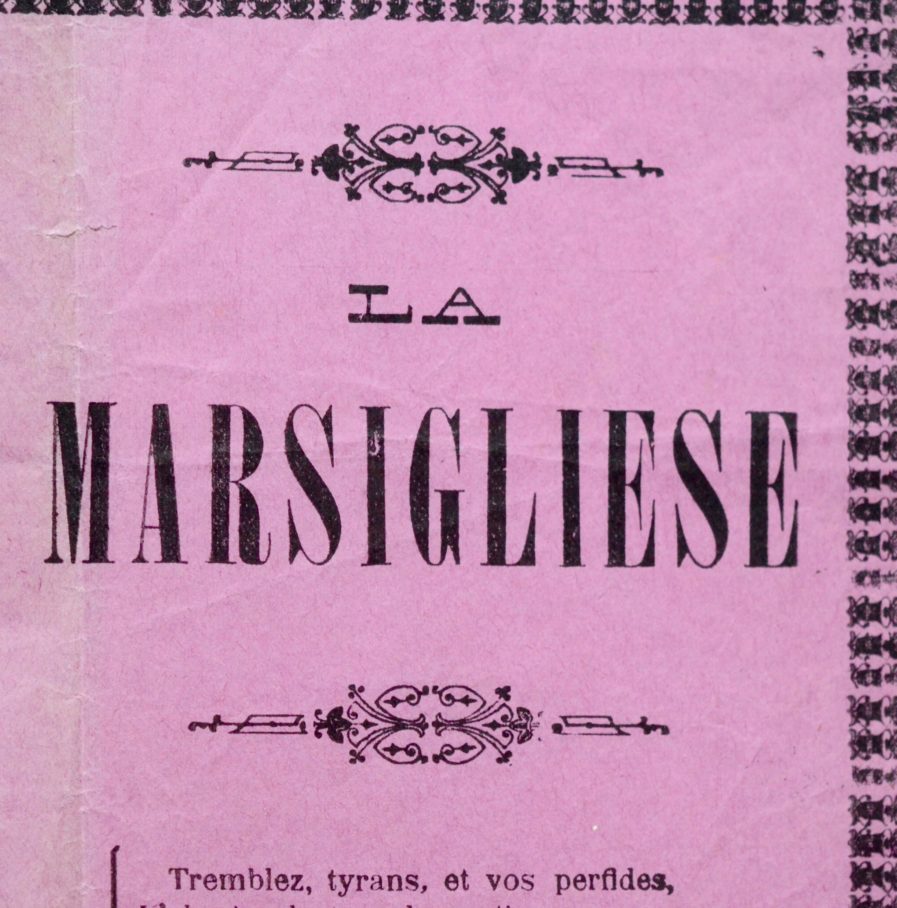 LA
MARSIGLIESE
Tremblez, tyrans, et vos perfides,